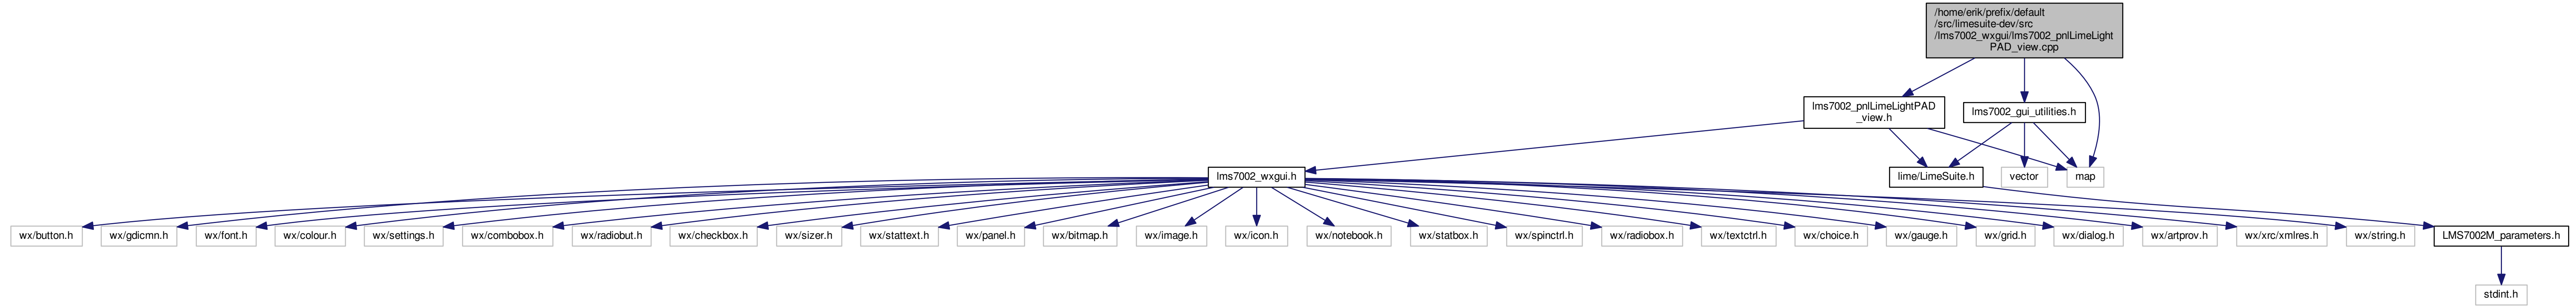 /home/erik/prefix/default
/src/limesuite-dev/src
/lms7002_wxgui/lms7002_pnlLimeLight
PAD_view.cpp
lms7002_pnlLimeLightPAD
_view.h
lms7002_gui_utilities.h
lms7002_wxgui.h
lime/LimeSuite.h
vector
map
wx/button.h
wx/gdicmn.h
wx/font.h
wx/colour.h
wx/settings.h
wx/combobox.h
wx/radiobut.h
wx/checkbox.h
wx/sizer.h
wx/stattext.h
wx/panel.h
wx/bitmap.h
wx/image.h
wx/icon.h
wx/notebook.h
wx/statbox.h
wx/spinctrl.h
wx/radiobox.h
wx/textctrl.h
wx/choice.h
wx/gauge.h
wx/grid.h
wx/dialog.h
wx/artprov.h
wx/xrc/xmlres.h
wx/string.h
LMS7002M_parameters.h
stdint.h